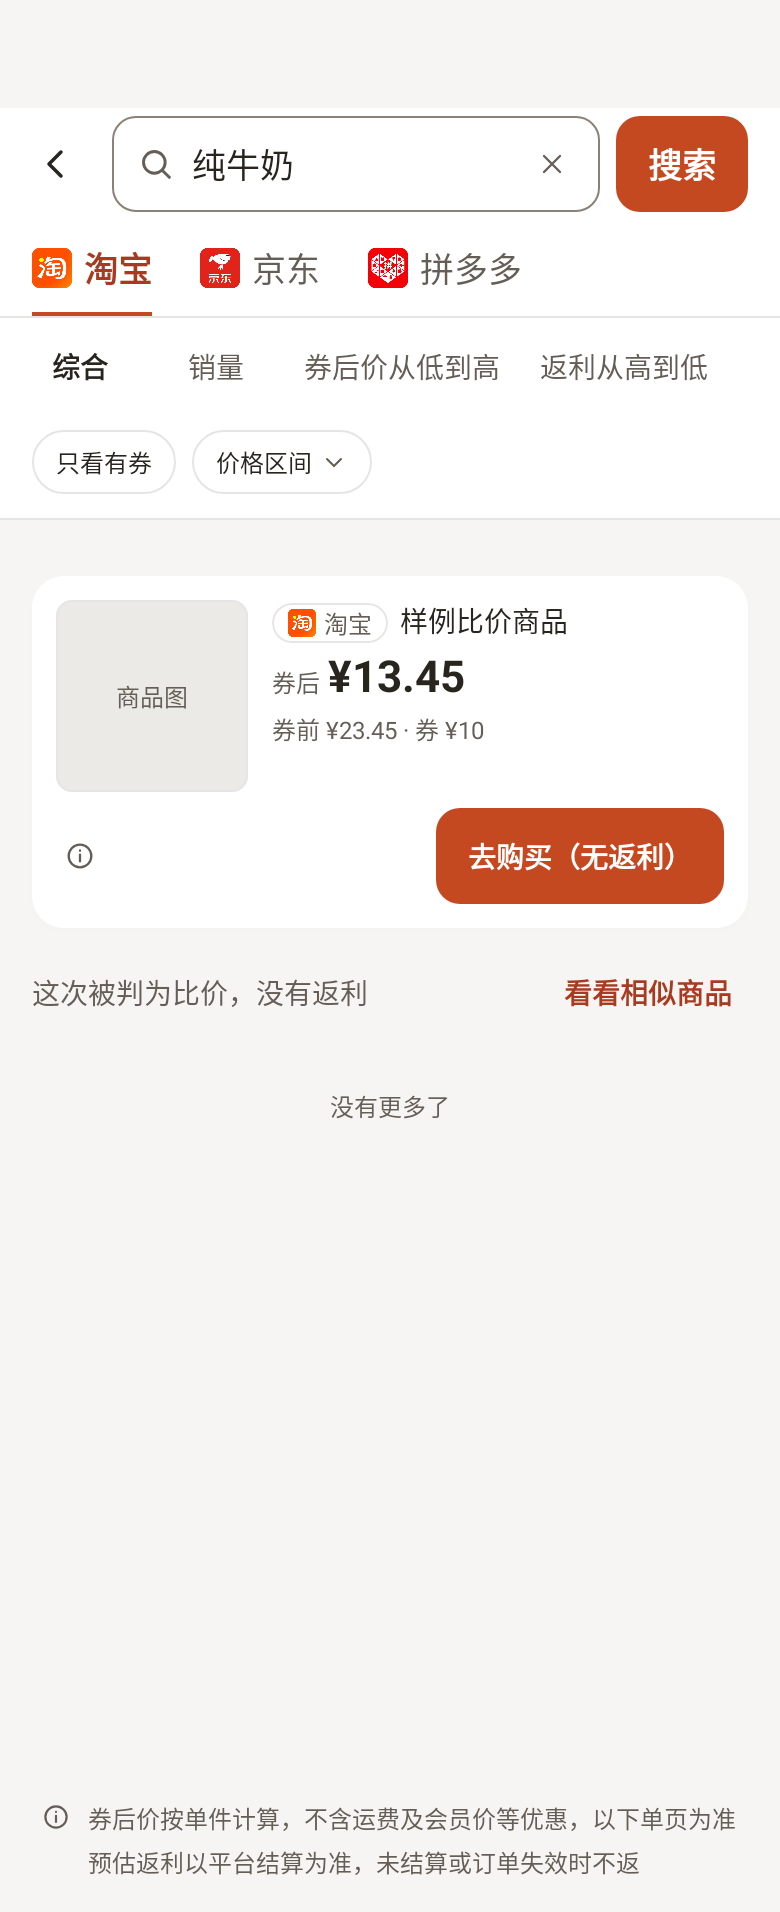 纯牛奶
搜索
淘 淘宝
京东 京东
拼多多
综合
销量
券后价从低到高
返利从高到低
只看有券
价格区间
商品图
淘 淘宝 样例比价商品
券后 ¥13.45
券前 ¥23.45 · 券 ¥10
去购买（无返利）
这次被判为比价，没有返利
看看相似商品
没有更多了
券后价按单件计算，不含运费及会员价等优惠，以下单页为准
预估返利以平台结算为准，未结算或订单失效时不返